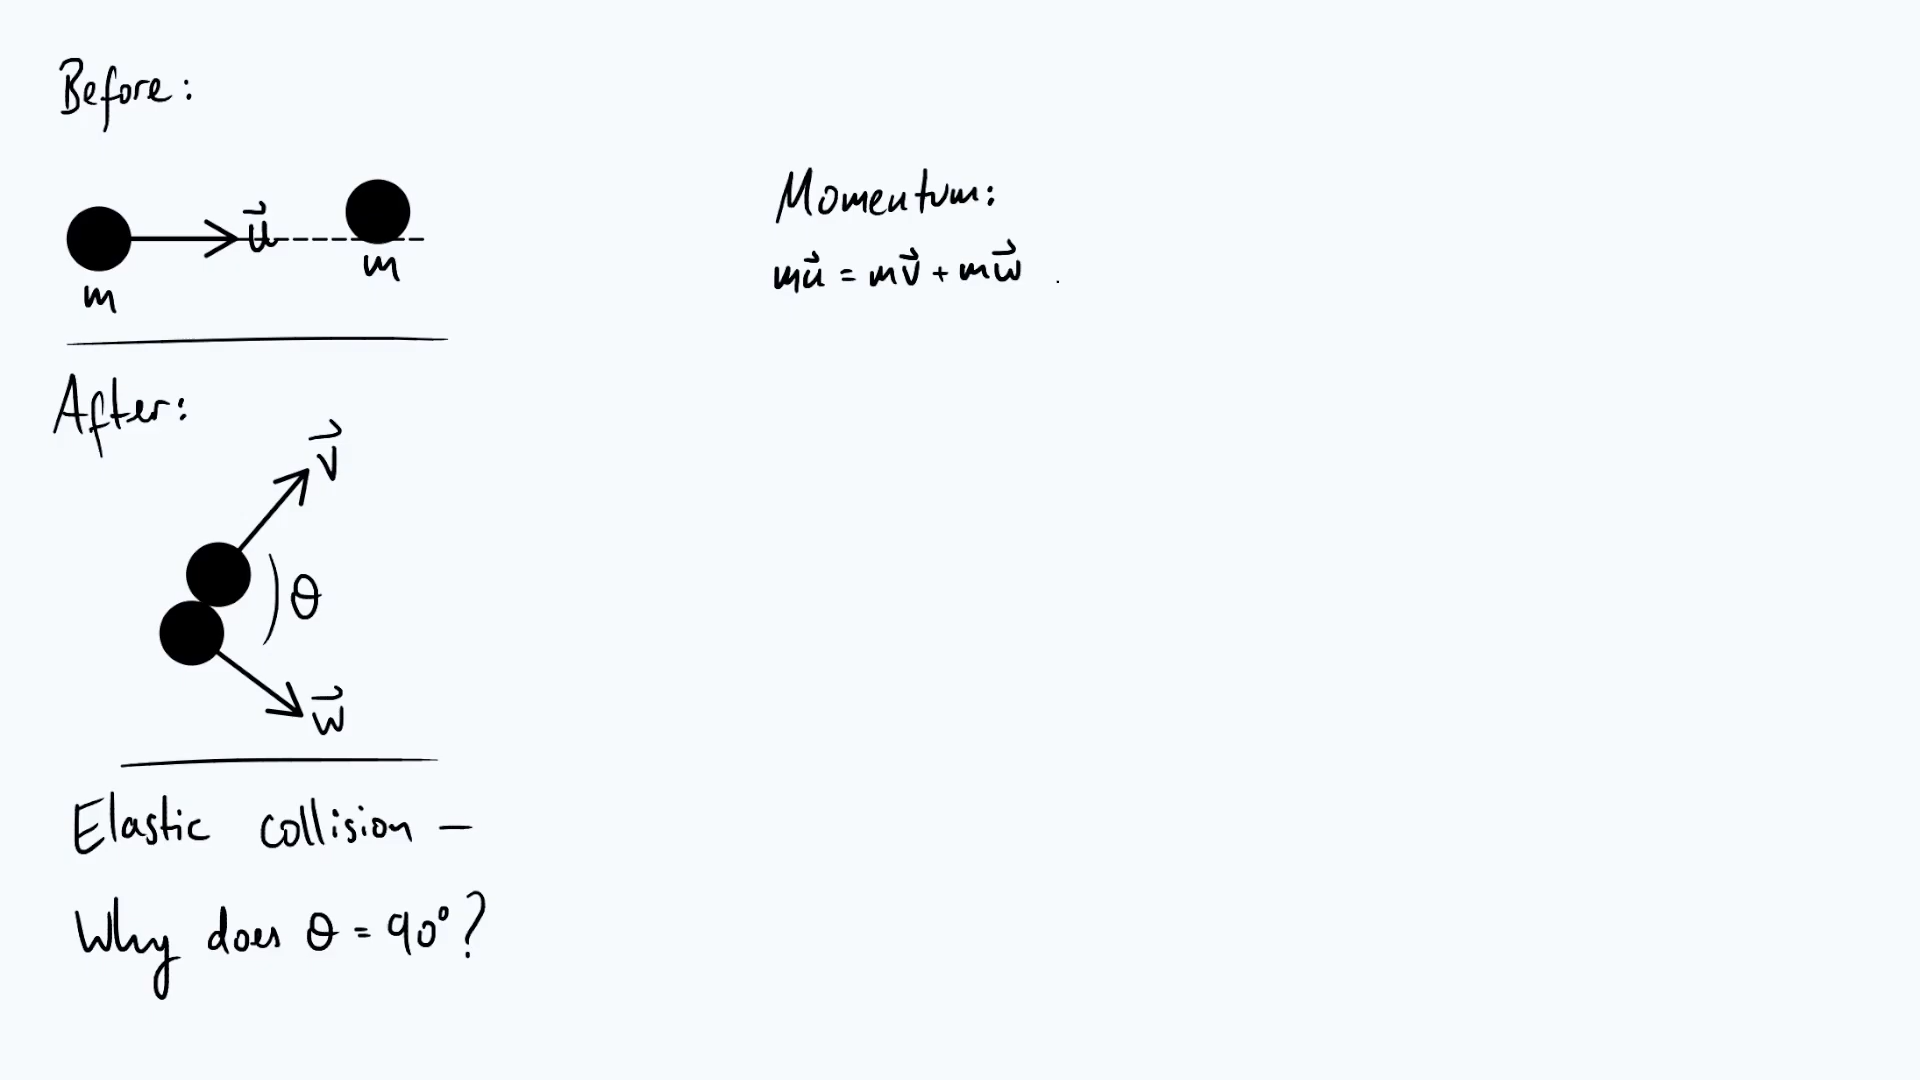 Before:
u⃗
m
m
Momentum:
mu⃗ = mv⃗ + mw⃗
After:
v⃗
θ
w⃗
Elastic collision –
Why does θ = 90°?